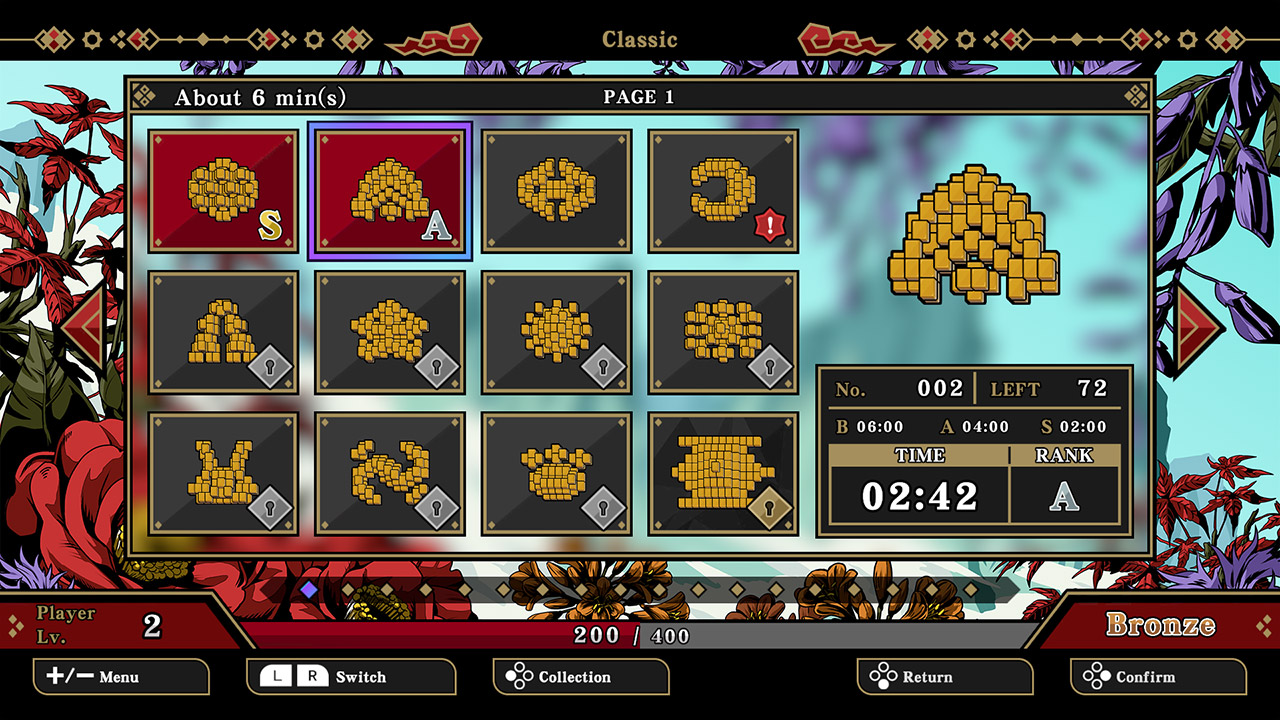 Classic
About 6 min(s)
PAGE 1
S
A
!
No. 002 LEFT 72
B 06:00 A 04:00 S 02:00
TIME RANK
02:42 A
Player
Lv. 2
200 / 400
Bronze
+/− Menu
L R Switch
Collection
Return
Confirm